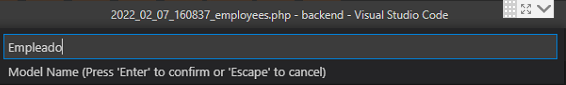 2022_02_07_160837_employees.php - backend - Visual Studio Code
Empleado
Model Name (Press 'Enter' to confirm or 'Escape' to cancel)